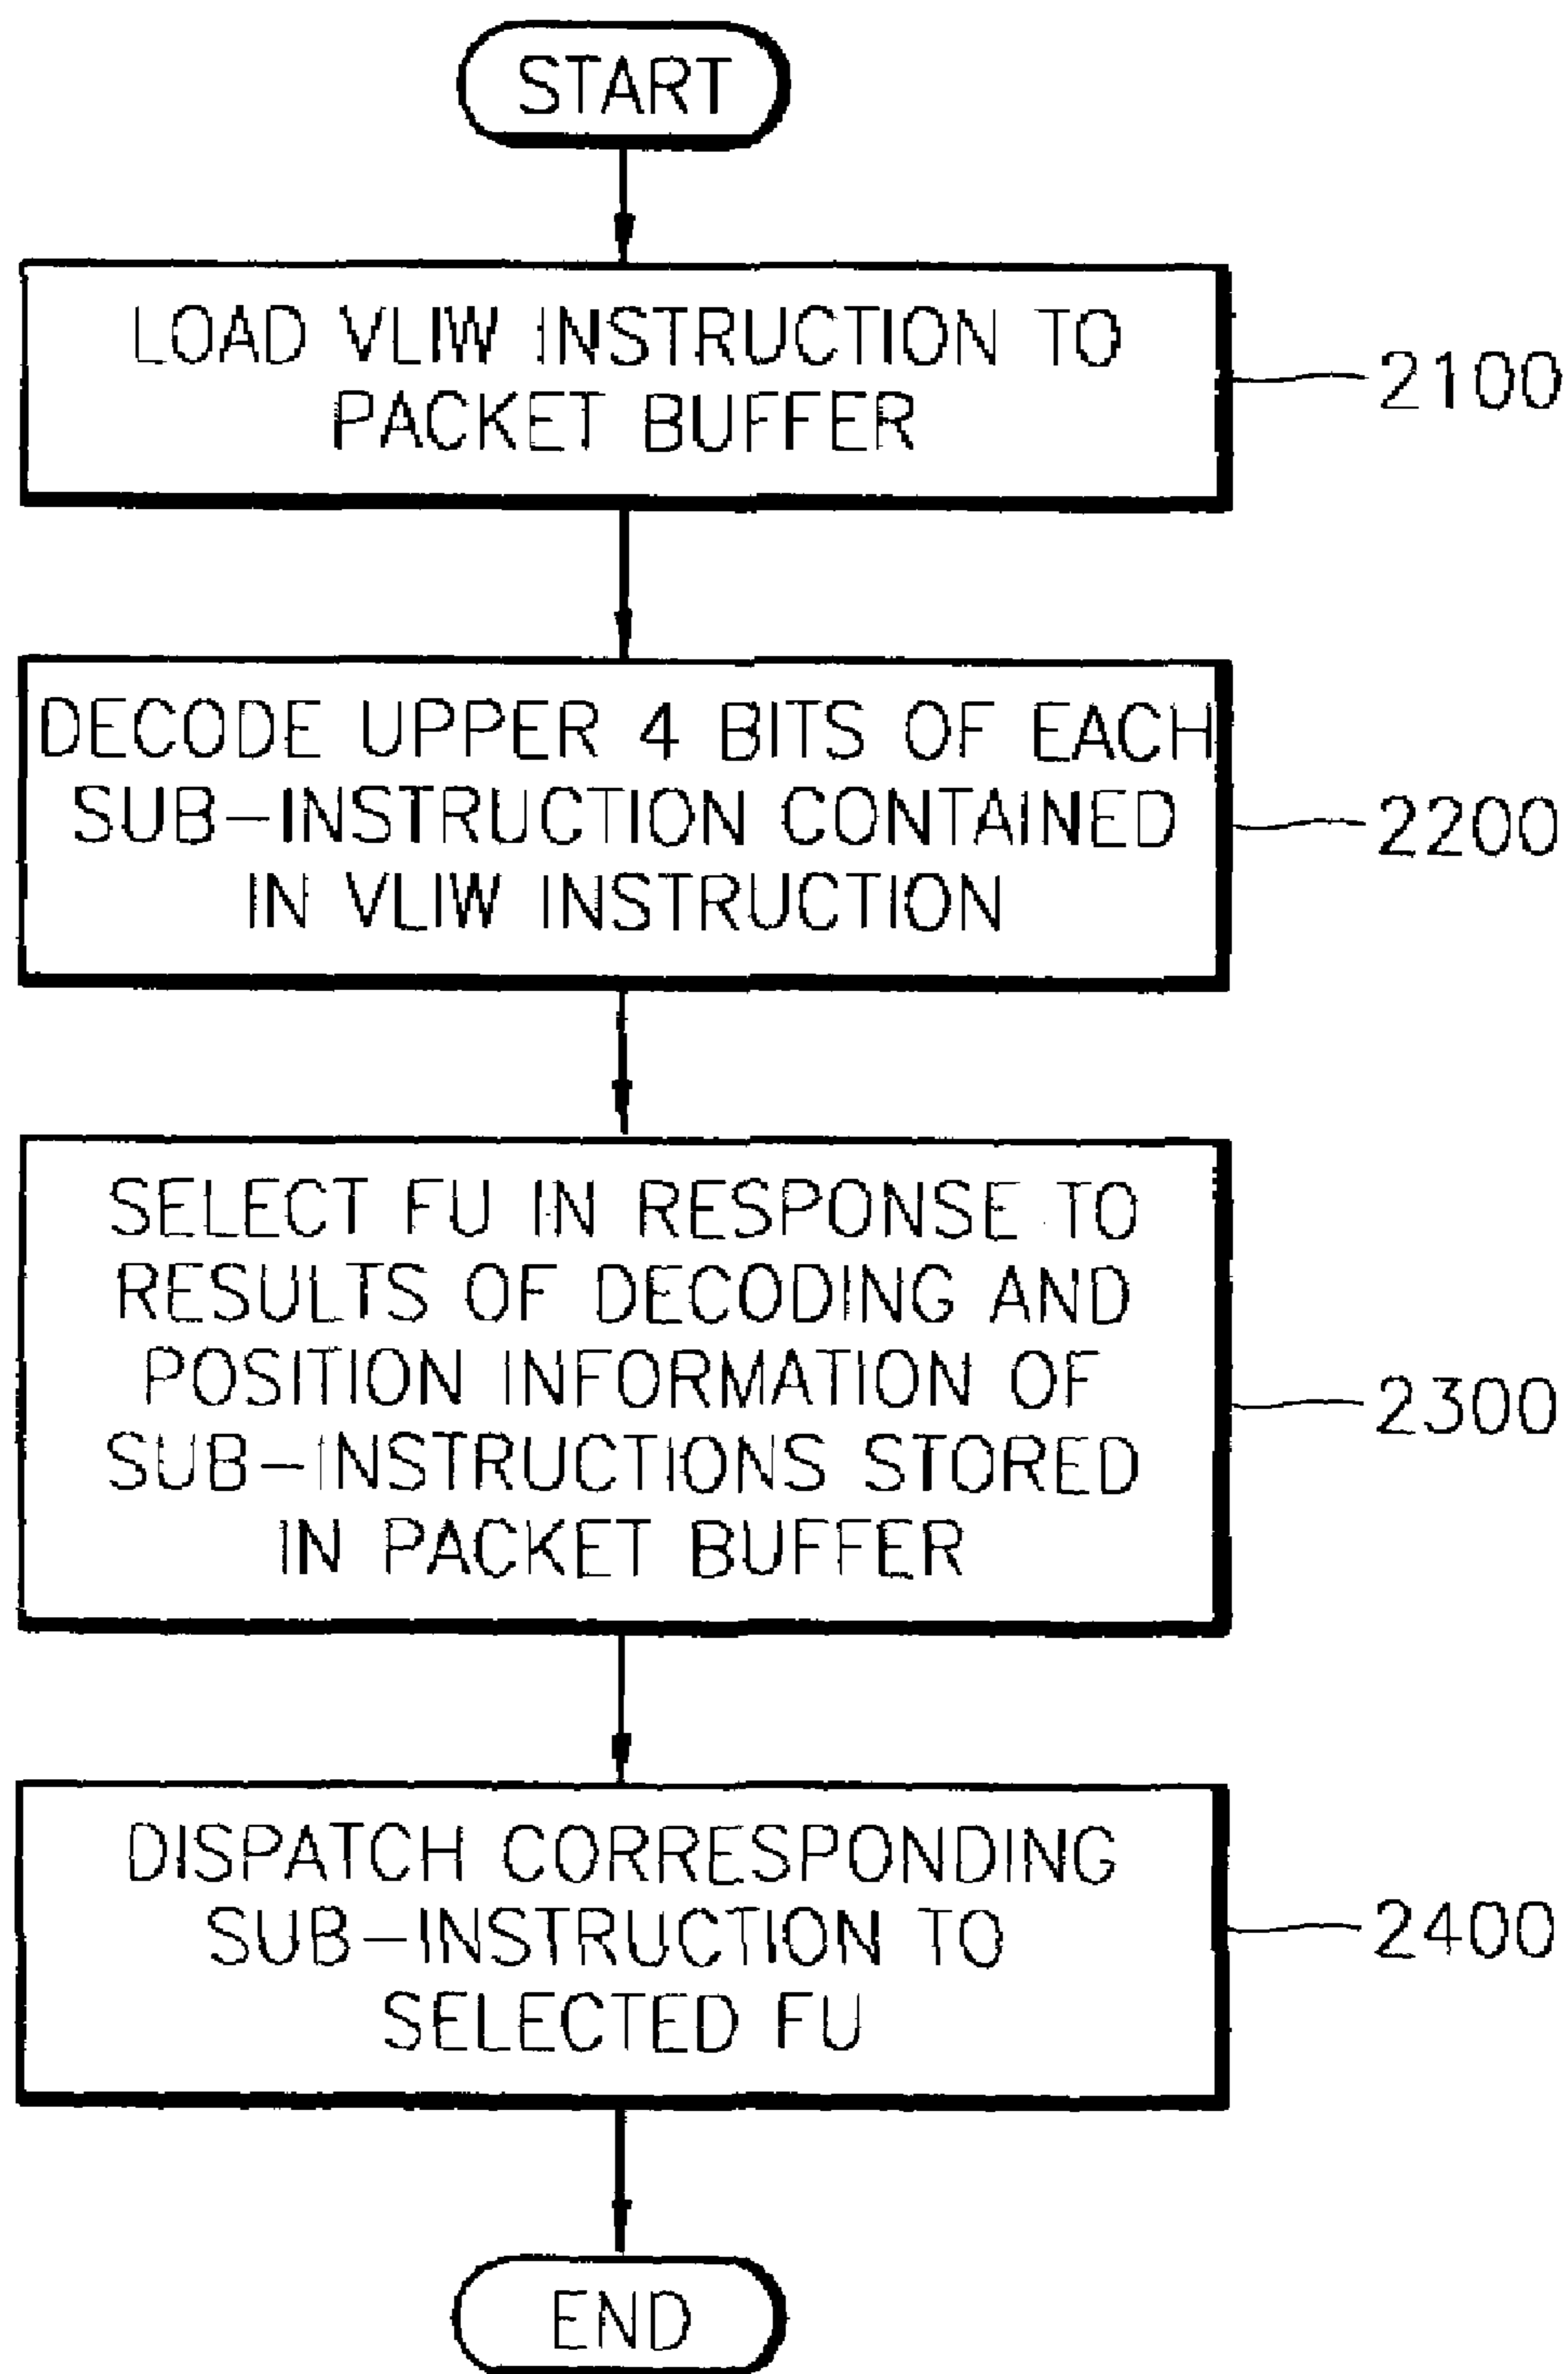 START
LOAD VLIW INSTRUCTION TO
PACKET BUFFER
2100
DECODE UPPER 4 BITS OF EACH
SUB-INSTRUCTION CONTAINED
IN VLIW INSTRUCTION
2200
SELECT FU IN RESPONSE TO
RESULTS OF DECODING AND
POSITION INFORMATION OF
SUB-INSTRUCTIONS STORED
IN PACKET BUFFER
2300
DISPATCH CORRESPONDING
SUB-INSTRUCTION TO
SELECTED FU
2400
END